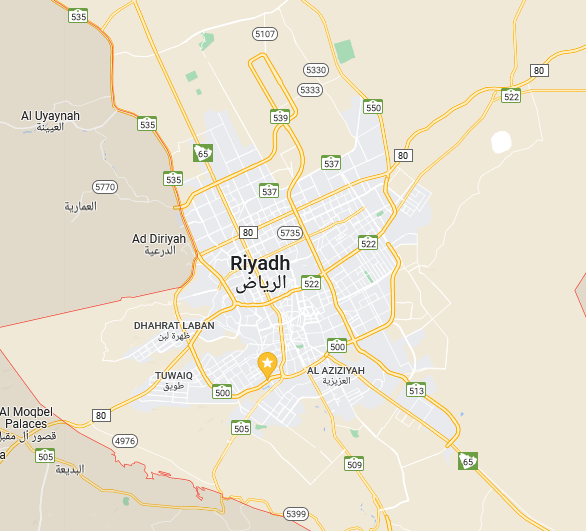 535
5107
5330
80
5333
522
550
539
Al Uyaynah
العيينة
535
65
537
80
535
537
5770
العمارية
5735
80
Ad Diriyah
الدرعية
522
Riyadh
الرياض
522
DHAHRAT LABAN
ظهرة لبن
500
TUWAIQ
طويق
AL AZIZIYAH
العزيزية
500
513
Al Moqbel
Palaces
قصور آل مقبل
80
505
4976
a
505
65
509
البديعة
5399